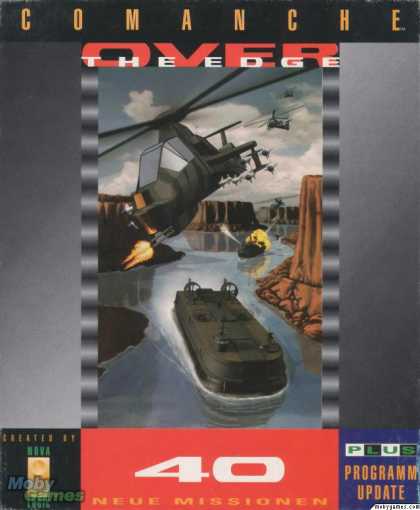 COMANCHE
OVER
THE EDGE
CREATED BY
NOVA
LOGIC
40
NEUE MISSIONEN
PLUS
PROGRAMM
UPDATE
Moby
Games
mobygames.com